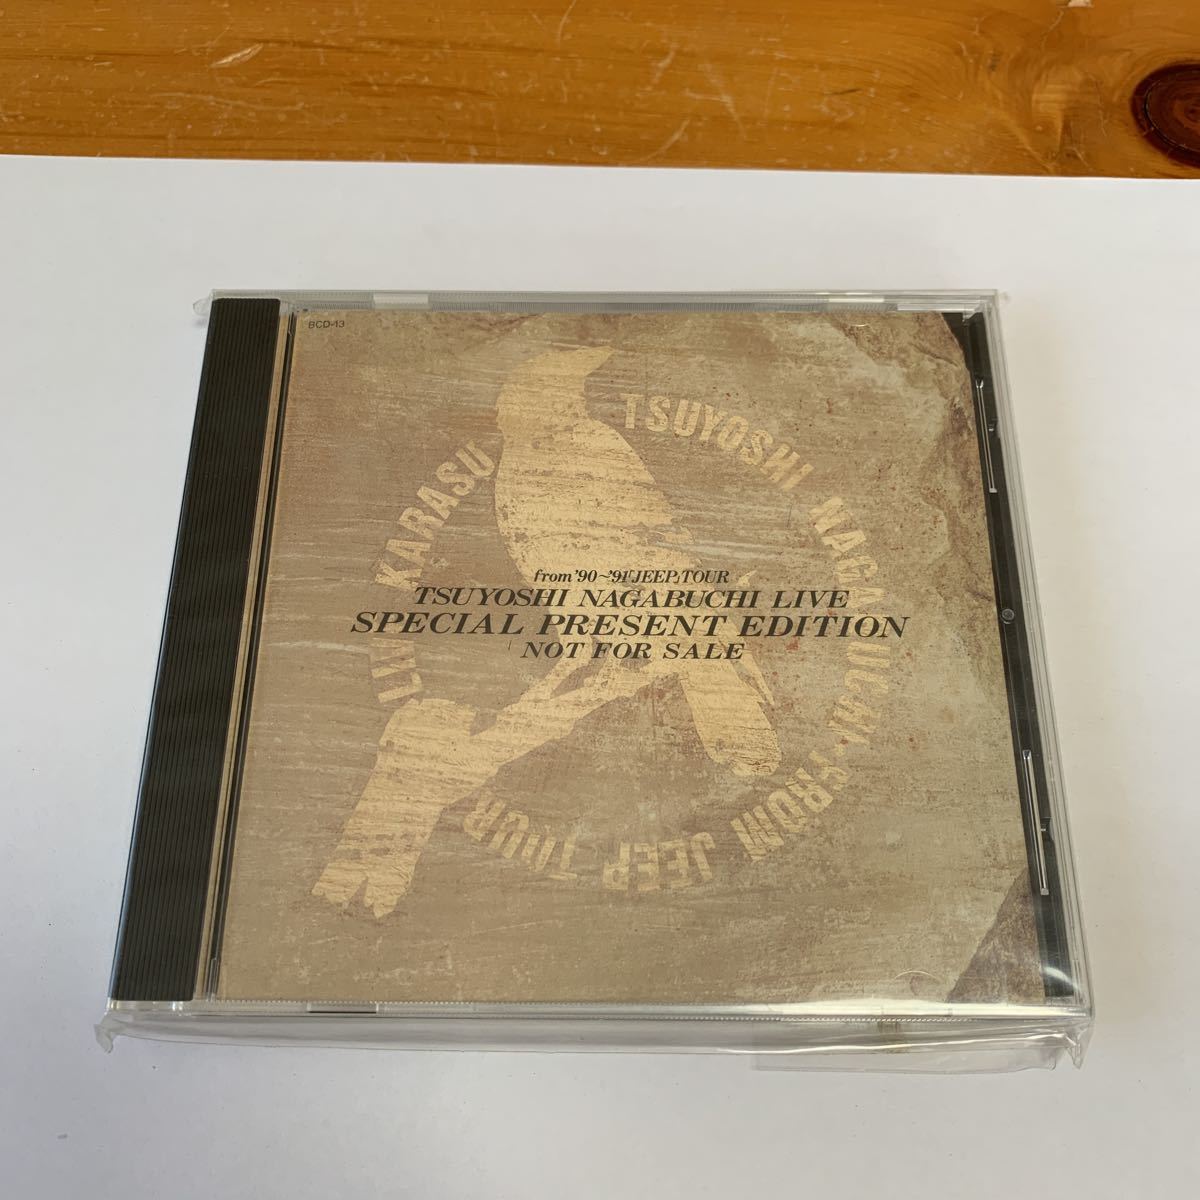 BCD-13
TSUYOSHI NAGABUCHI · FROM JEEP TOUR
LIVE KARASU
from '90~'91 'JEEP' TOUR
TSUYOSHI NAGABUCHI LIVE
SPECIAL PRESENT EDITION
NOT FOR SALE